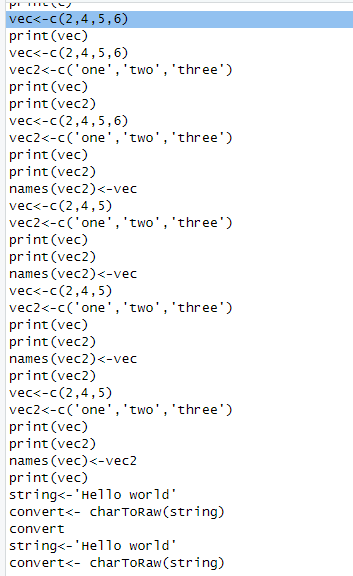 print(c)
vec<-c(2,4,5,6)
print(vec)
vec<-c(2,4,5,6)
vec2<-c('one','two','three')
print(vec)
print(vec2)
vec<-c(2,4,5,6)
vec2<-c('one','two','three')
print(vec)
print(vec2)
names(vec2)<-vec
vec<-c(2,4,5)
vec2<-c('one','two','three')
print(vec)
print(vec2)
names(vec2)<-vec
vec<-c(2,4,5)
vec2<-c('one','two','three')
print(vec)
print(vec2)
names(vec2)<-vec
print(vec2)
vec<-c(2,4,5)
vec2<-c('one','two','three')
print(vec)
print(vec2)
names(vec)<-vec2
print(vec)
string<-'Hello world'
convert<- charToRaw(string)
convert
string<-'Hello world'
convert<- charToRaw(string)